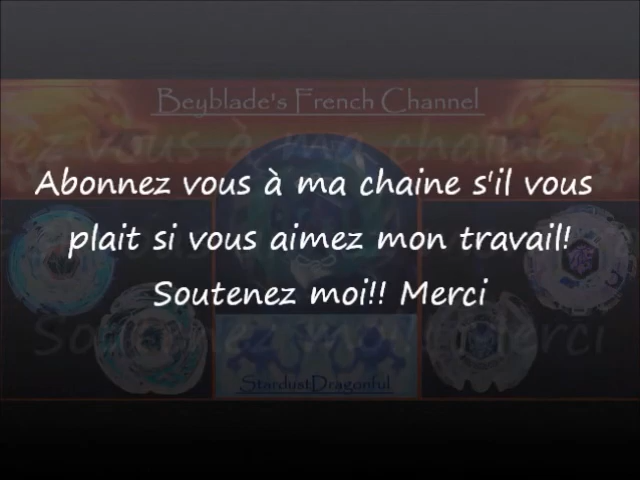 Beyblade's French Channel
Abonnez vous à ma chaine s'il vous
plait si vous aimez mon travail!
Soutenez moi!! Merci
StardustDragonful